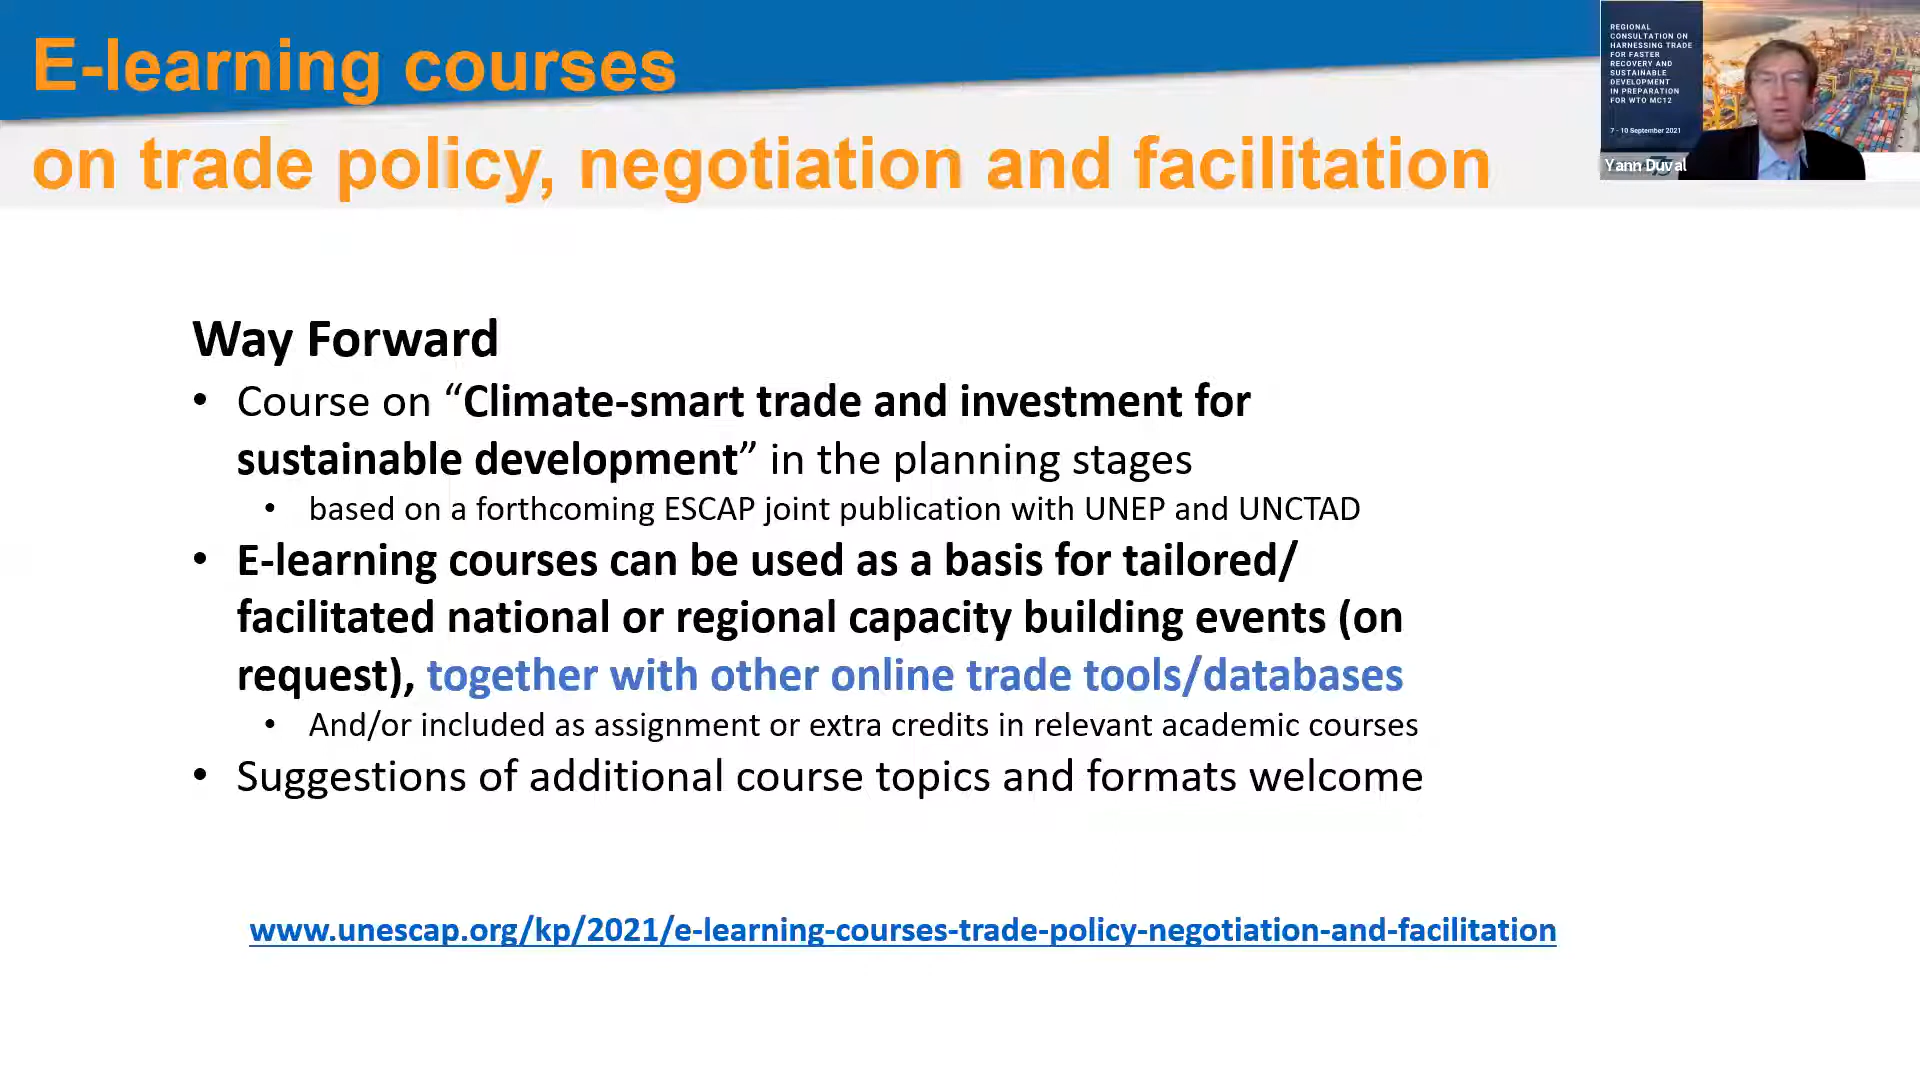 E-learning courses
on trade policy, negotiation and facilitation
REGIONAL
CONSULTATION ON
HARNESSING TRADE
FOR FASTER
RECOVERY AND
SUSTAINABLE
DEVELOPMENT
IN PREPARATION
FOR WTO MC12
7 - 10 September 2021
Yann Duval
Way Forward
• Course on “Climate-smart trade and investment for
sustainable development” in the planning stages
• based on a forthcoming ESCAP joint publication with UNEP and UNCTAD
• E-learning courses can be used as a basis for tailored/
facilitated national or regional capacity building events (on
request), together with other online trade tools/databases
• And/or included as assignment or extra credits in relevant academic courses
• Suggestions of additional course topics and formats welcome
www.unescap.org/kp/2021/e-learning-courses-trade-policy-negotiation-and-facilitation